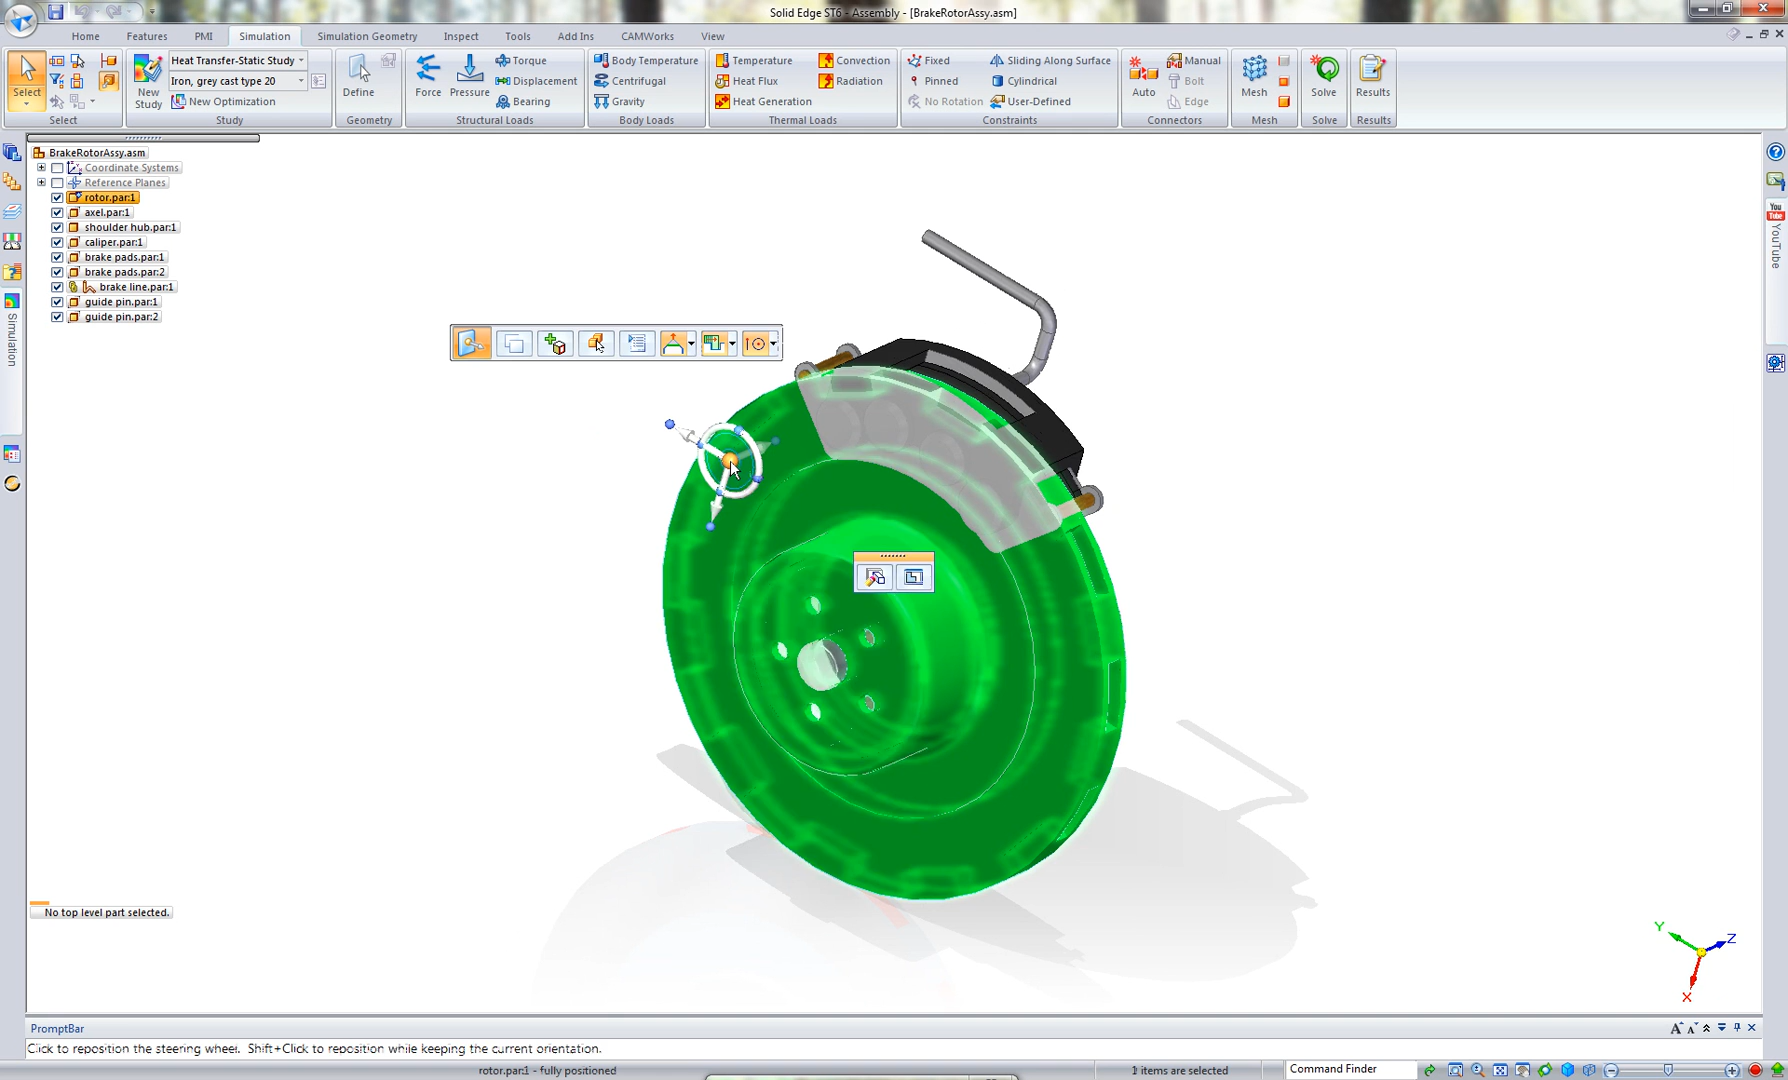 Solid Edge ST6 - Assembly - [BrakeRotorAssy.asm]
Home Features PMI Simulation Simulation Geometry Inspect Tools Add Ins CAMWorks View
Select
Select
New Study
Heat Transfer-Static Study
Iron, grey cast type 20
New Optimization
Study
Define
Geometry
Force
Pressure
Torque
Displacement
Bearing
Structural Loads
Body Temperature
Centrifugal
Gravity
Body Loads
Temperature
Heat Flux
Heat Generation
Convection
Radiation
Thermal Loads
Fixed
Pinned
No Rotation
Sliding Along Surface
Cylindrical
User-Defined
Constraints
Auto
Manual
Bolt
Edge
Connectors
Mesh
Mesh
Solve
Solve
Results
Results
BrakeRotorAssy.asm
Coordinate Systems
Reference Planes
rotor.par:1
axel.par:1
shoulder hub.par:1
caliper.par:1
brake pads.par:1
brake pads.par:2
brake line.par:1
guide pin.par:1
guide pin.par:2
Simulation
You Tube
YouTube
No top level part selected.
Y
Z
X
PromptBar
Click to reposition the steering wheel. Shift+Click to reposition while keeping the current orientation.
rotor.par:1 - fully positioned
1 items are selected
Command Finder